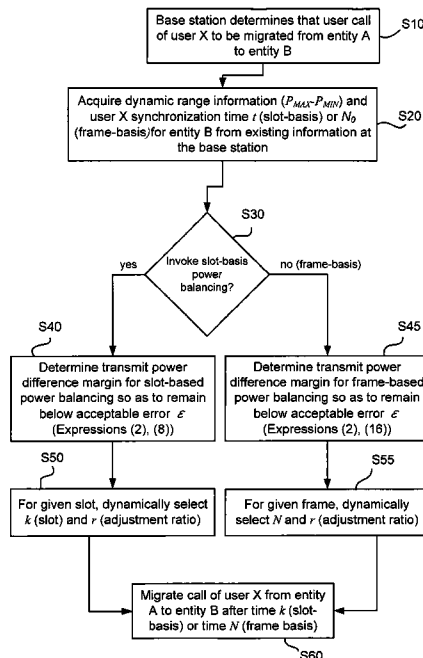 Base station determines that user call
of user X to be migrated from entity A
to entity B
S10
Acquire dynamic range information (PMAX-PMIN) and
user X synchronization time t (slot-basis) or N0
(frame-basis)for entity B from existing information at
the base station
S20
S30
Invoke slot-basis
power
balancing?
yes
no (frame-basis)
S40
Determine transmit power
difference margin for slot-based
power balancing so as to remain
below acceptable error ε
(Expressions (2), (8))
S45
Determine transmit power
difference margin for frame-based
power balancing so as to remain
below acceptable error ε
(Expressions (2), (16))
S50
For given slot, dynamically select
k (slot) and r (adjustment ratio)
S55
For given frame, dynamically
select N and r (adjustment ratio)
Migrate call of user X from entity
A to entity B after time k (slot-
basis) or time N (frame basis)
S60